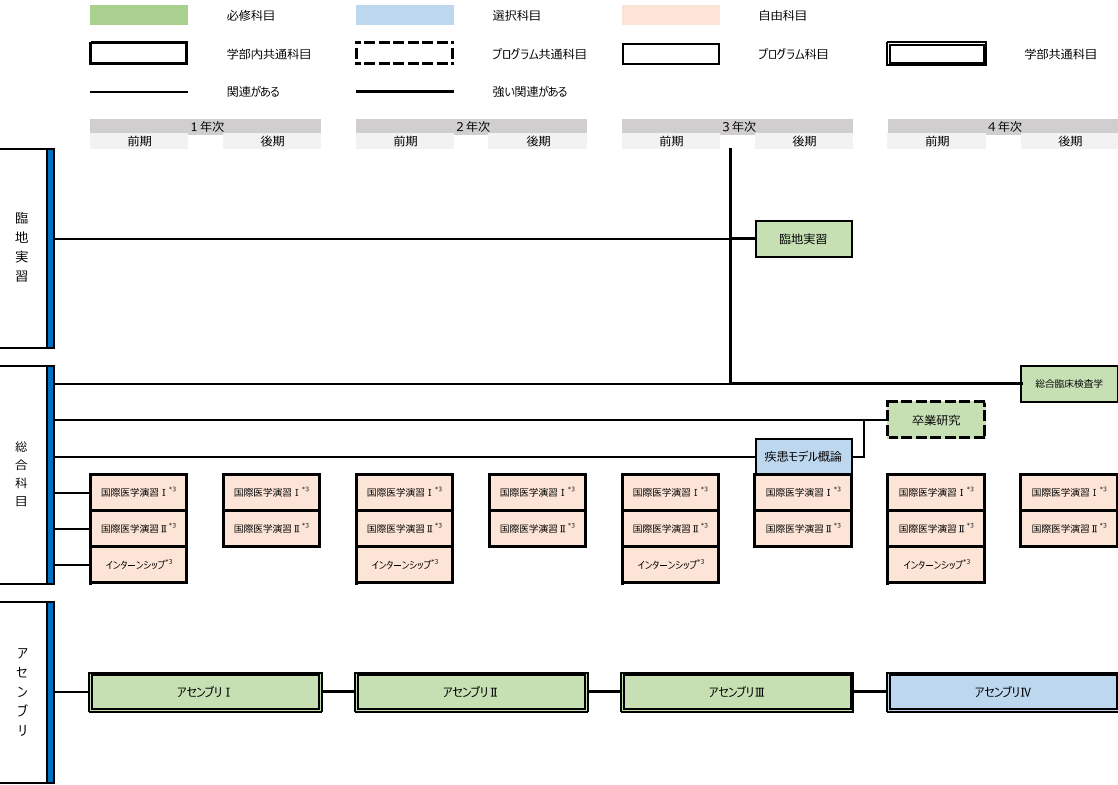 必修科目 選択科目 自由科目
学部内共通科目 プログラム共通科目 プログラム科目 学部共通科目
関連がある 強い関連がある
1年次 2年次 3年次 4年次
前期 後期 前期 後期 前期 後期 前期 後期
臨地実習
臨地実習
総合科目
総合臨床検査学
卒業研究
疾患モデル概論
国際医学演習Ⅰ*3 国際医学演習Ⅰ*3 国際医学演習Ⅰ*3 国際医学演習Ⅰ*3 国際医学演習Ⅰ*3 国際医学演習Ⅰ*3 国際医学演習Ⅰ*3 国際医学演習Ⅰ*3
国際医学演習Ⅱ*3 国際医学演習Ⅱ*3 国際医学演習Ⅱ*3 国際医学演習Ⅱ*3 国際医学演習Ⅱ*3 国際医学演習Ⅱ*3 国際医学演習Ⅱ*3 国際医学演習Ⅱ*3
インターンシップ*3 インターンシップ*3 インターンシップ*3 インターンシップ*3
アセンブリ
アセンブリⅠ アセンブリⅡ アセンブリⅢ アセンブリⅣ